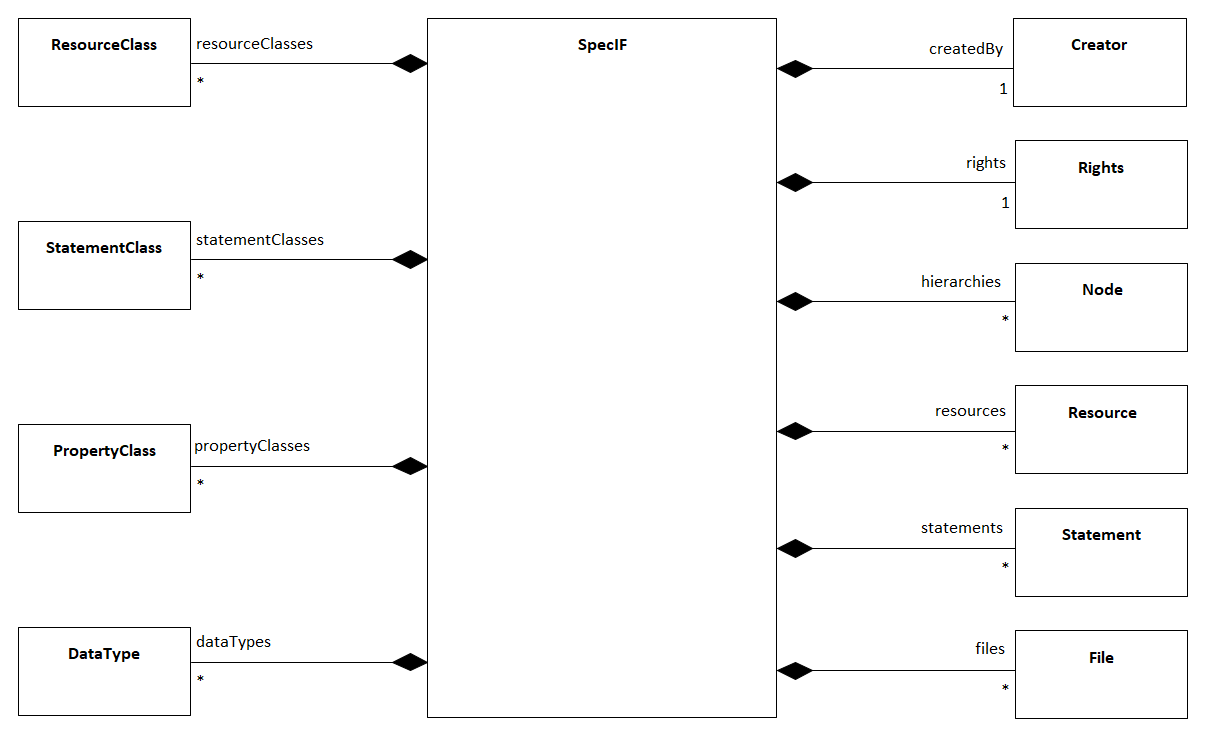 ResourceClass
resourceClasses
*
StatementClass
statementClasses
*
PropertyClass
propertyClasses
*
DataType
dataTypes
*
SpecIF
createdBy
1
Creator
rights
1
Rights
hierarchies
*
Node
resources
*
Resource
statements
*
Statement
files
*
File